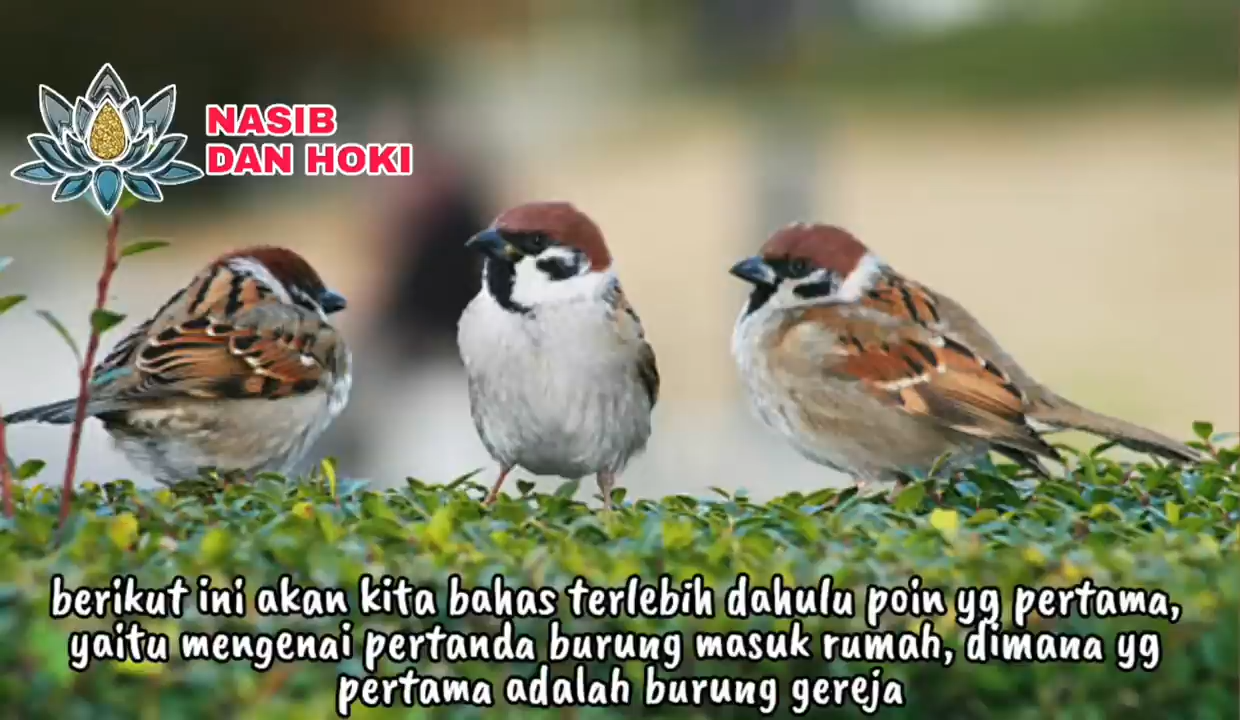 NASIB
DAN HOKI
berikut ini akan kita bahas terlebih dahulu poin yg pertama,
yaitu mengenai pertanda burung masuk rumah, dimana yg
pertama adalah burung gereja